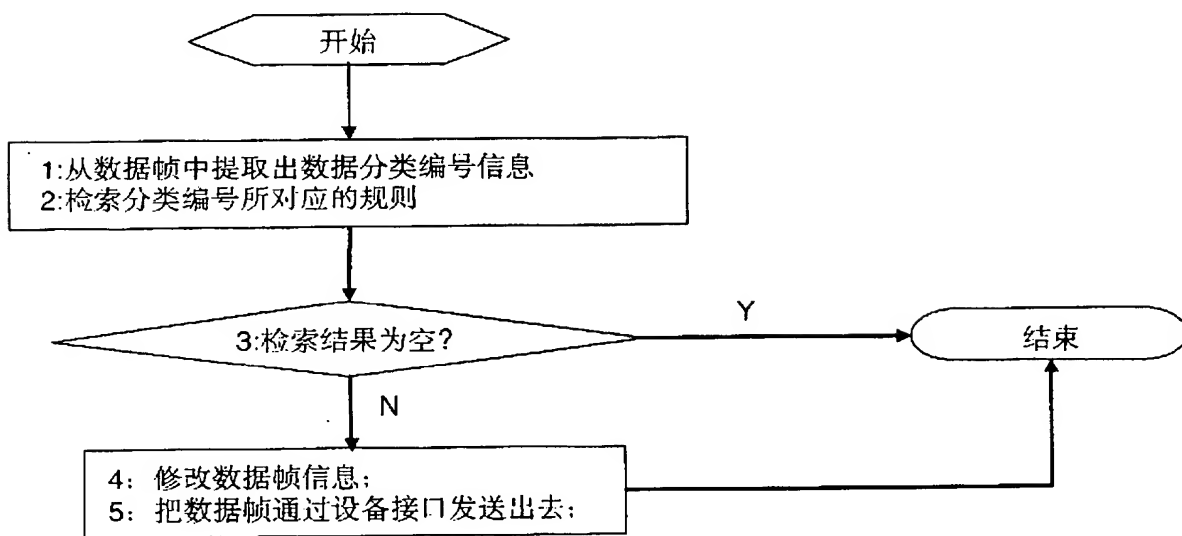 开始
1:从数据帧中提取出数据分类编号信息
2:检索分类编号所对应的规则
3:检索结果为空?
Y
结束
N
4：修改数据帧信息；
5：把数据帧通过设备接口发送出去；